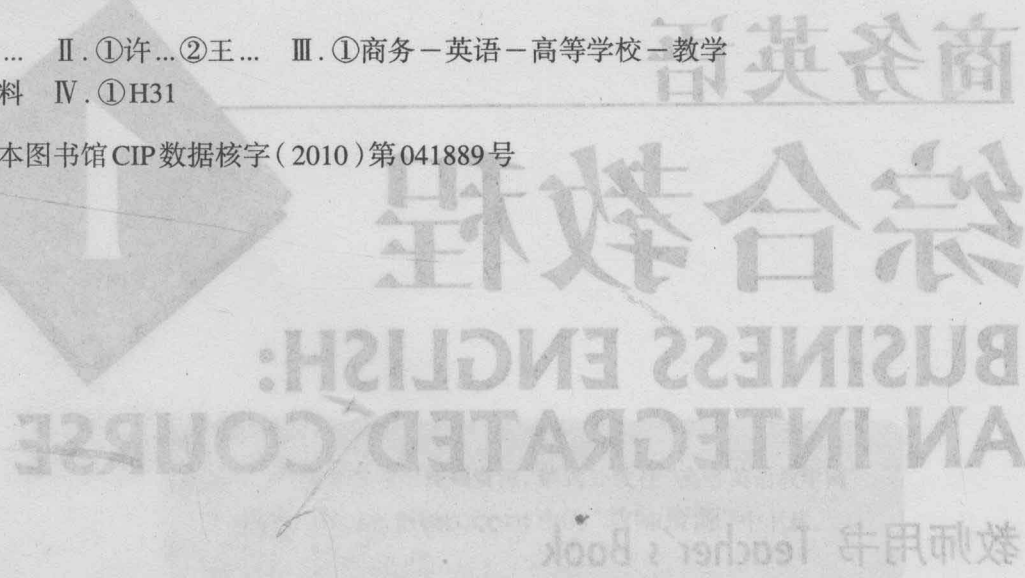 ... Ⅱ.①许...②王... Ⅲ.①商务－英语－高等学校－教学
料 Ⅳ.①H31
本图书馆CIP数据核字（2010）第041889号
商务英语
综合教程
1
BUSINESS ENGLISH:
AN INTEGRATED COURSE
教师用书 Teacher's Book